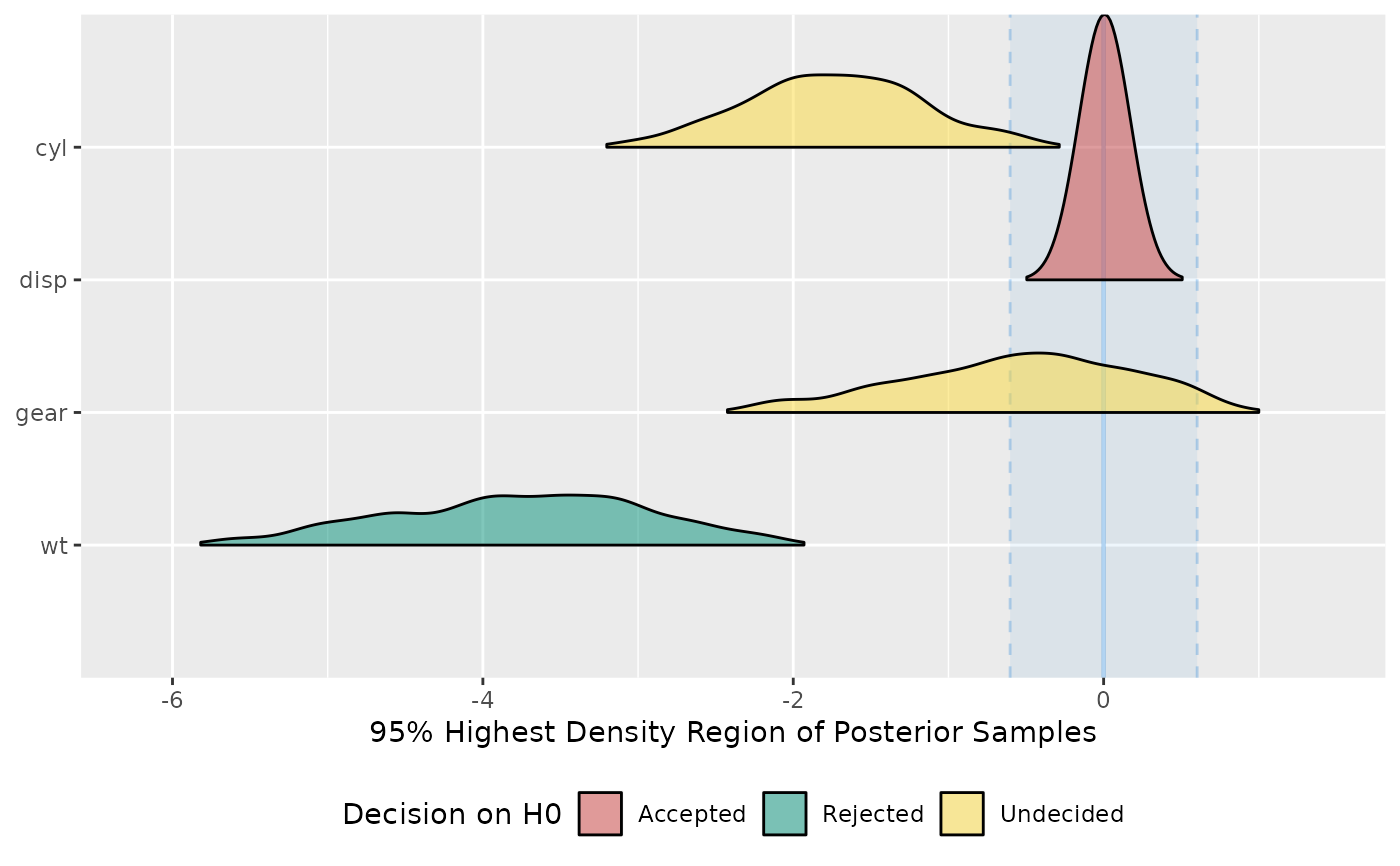 cyl
disp
gear
wt
-6 -4 -2 0
95% Highest Density Region of Posterior Samples
Decision on H0 Accepted Rejected Undecided